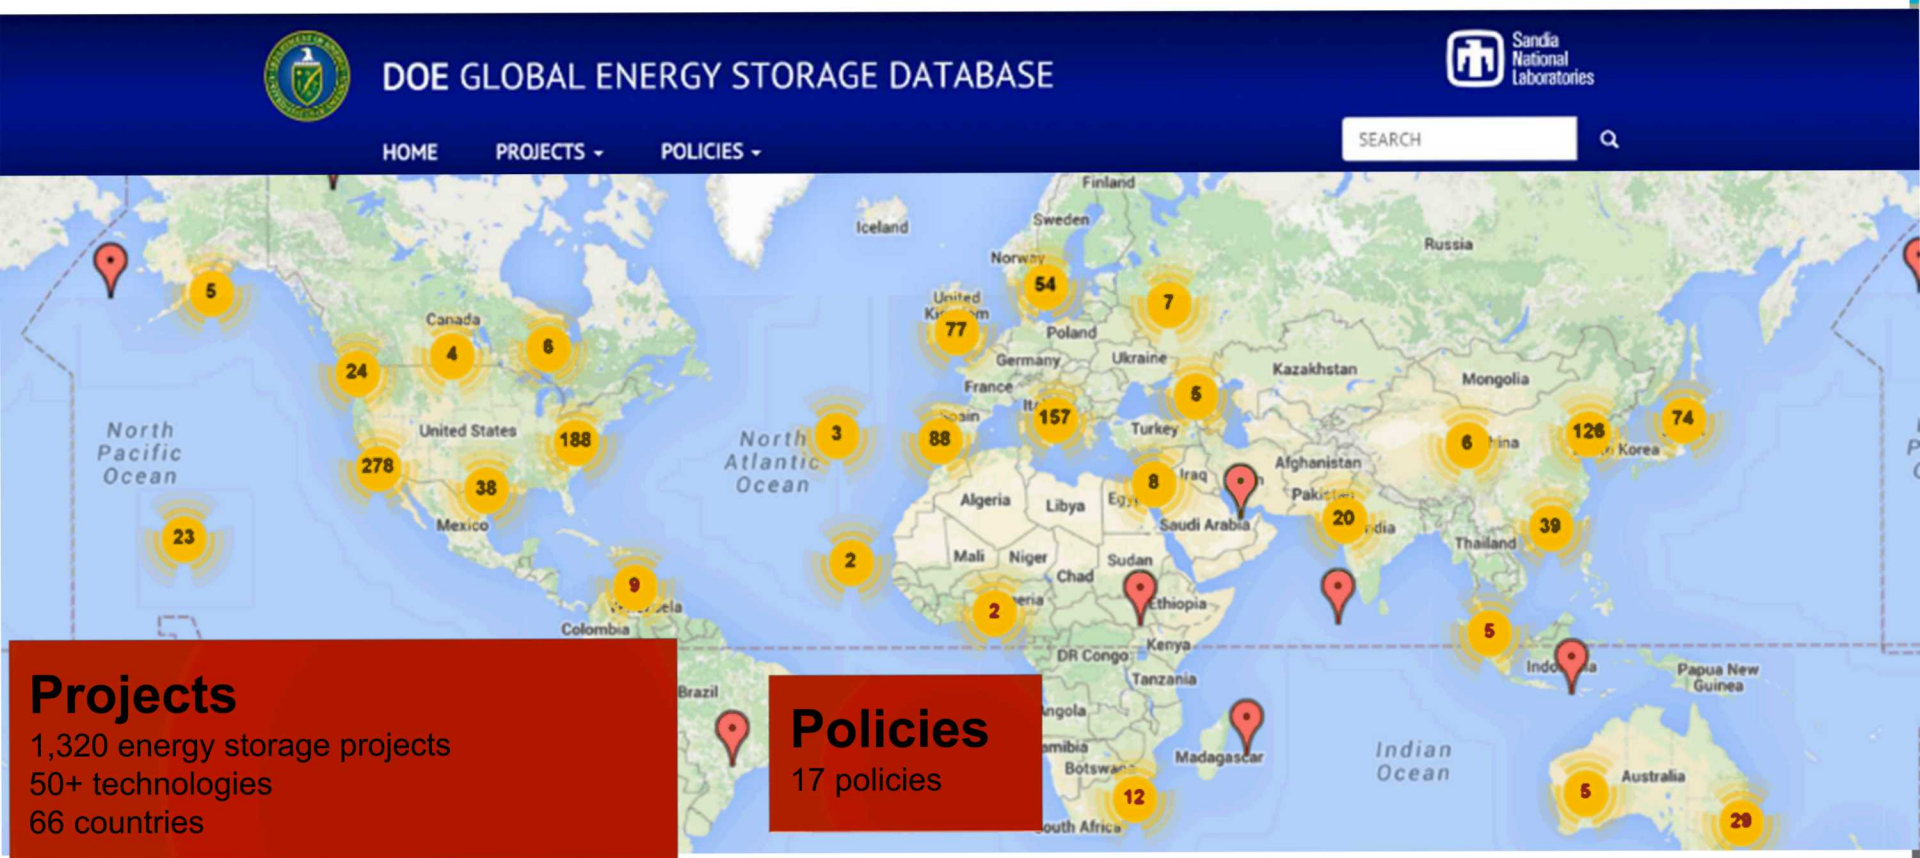 DOE GLOBAL ENERGY STORAGE DATABASE
Sandia
National
Laboratories
HOME PROJECTS POLICIES
SEARCH
Finland
Iceland
Sweden
Russia
Norway
54
5
7
United
77
Canada
Poland
4
6
Germany
Ukraine
24
Kazakhstan
Mongolia
France
5
United States
188
North
Pacific
Ocean
North
Atlantic
Ocean
3
88
157
Turkey
6
126
74
Korea
278
38
Mexico
Algeria
Libya
8
Iraq
Afghanistan
Saudi Arabia
20
Thailand
39
23
Mali
Niger
Chad
Sudan
2
9
2
Ethiopia
Colombia
5
Kenya
DR Congo
Tanzania
Papua New
Guinea
Brazil
Madagascar
Indian
Ocean
12
5
Australia
29
Projects
1,320 energy storage projects
50+ technologies
66 countries
Policies
17 policies